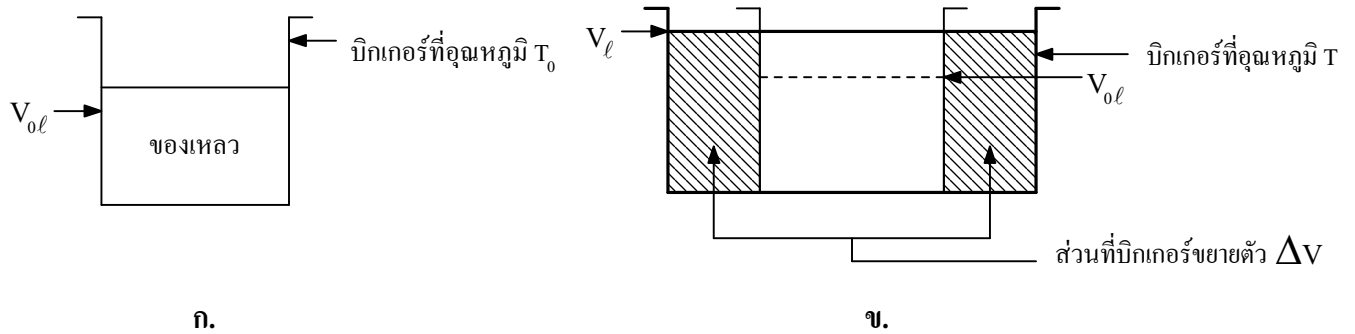 บิกเกอร์ที่อุณหภูมิ T₀
V₀ℓ
ของเหลว
ก.
Vℓ
บิกเกอร์ที่อุณหภูมิ T
V₀ℓ
ส่วนที่บิกเกอร์ขยายตัว ΔV
ข.